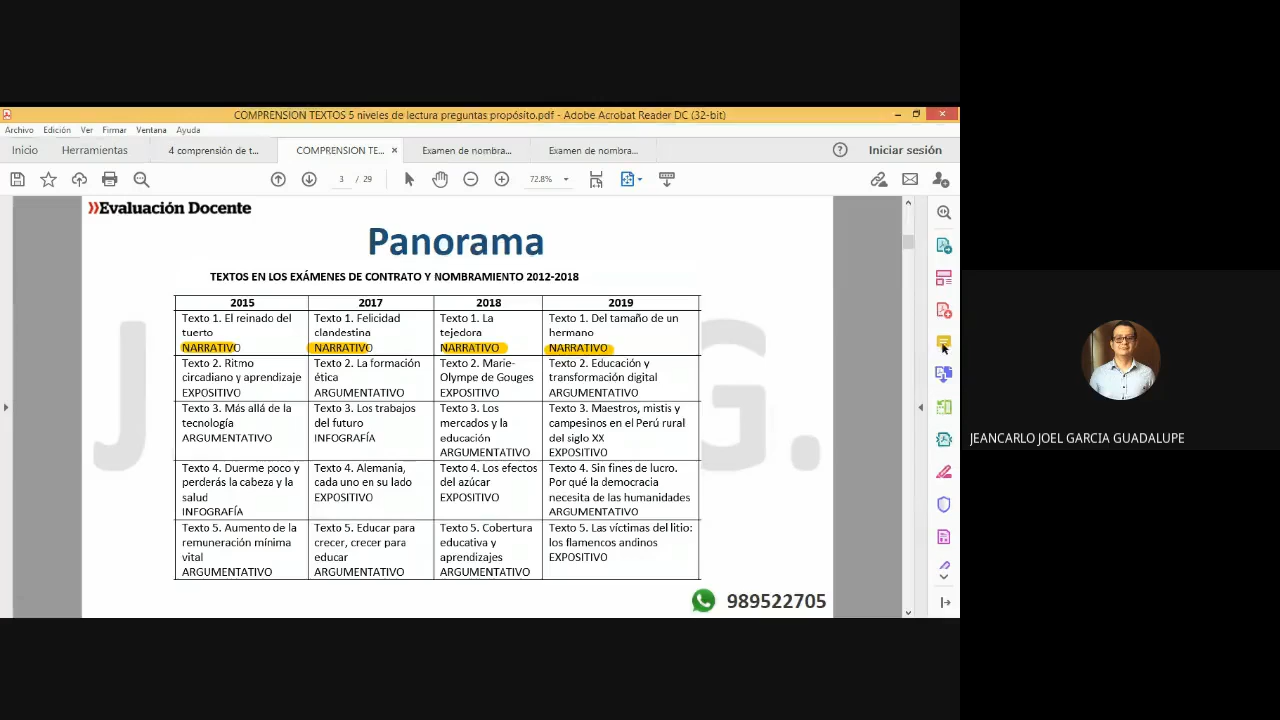 COMPRENSION TEXTOS 5 niveles de lectura preguntas propósito.pdf - Adobe Acrobat Reader DC (32-bit)
Archivo Edición Ver Firmar Ventana Ayuda
Inicio Herramientas 4 comprensión de t... COMPRENSION TE... × Examen de nombra... Examen de nombra... Iniciar sesión
3 / 29 72.8%
»Evaluación Docente
Panorama
TEXTOS EN LOS EXÁMENES DE CONTRATO Y NOMBRAMIENTO 2012-2018
2015 2017 2018 2019
Texto 1. El reinado del
tuerto
NARRATIVO
Texto 1. Felicidad
clandestina
NARRATIVO
Texto 1. La
tejedora
NARRATIVO
Texto 1. Del tamaño de un
hermano
NARRATIVO
Texto 2. Ritmo
circadiano y aprendizaje
EXPOSITIVO
Texto 2. La formación
ética
ARGUMENTATIVO
Texto 2. Marie-
Olympe de Gouges
EXPOSITIVO
Texto 2. Educación y
transformación digital
ARGUMENTATIVO
Texto 3. Más allá de la
tecnología
ARGUMENTATIVO
Texto 3. Los trabajos
del futuro
INFOGRAFÍA
Texto 3. Los
mercados y la
educación
ARGUMENTATIVO
Texto 3. Maestros, mistis y
campesinos en el Perú rural
del siglo XX
EXPOSITIVO
Texto 4. Duerme poco y
perderás la cabeza y la
salud
INFOGRAFÍA
Texto 4. Alemania,
cada uno en su lado
EXPOSITIVO
Texto 4. Los efectos
del azúcar
EXPOSITIVO
Texto 4. Sin fines de lucro.
Por qué la democracia
necesita de las humanidades
ARGUMENTATIVO
Texto 5. Aumento de la
remuneración mínima
vital
ARGUMENTATIVO
Texto 5. Educar para
crecer, crecer para
educar
ARGUMENTATIVO
Texto 5. Cobertura
educativa y
aprendizajes
ARGUMENTATIVO
Texto 5. Las víctimas del litio:
los flamencos andinos
EXPOSITIVO
989522705
JEANCARLO JOEL GARCIA GUADALUPE